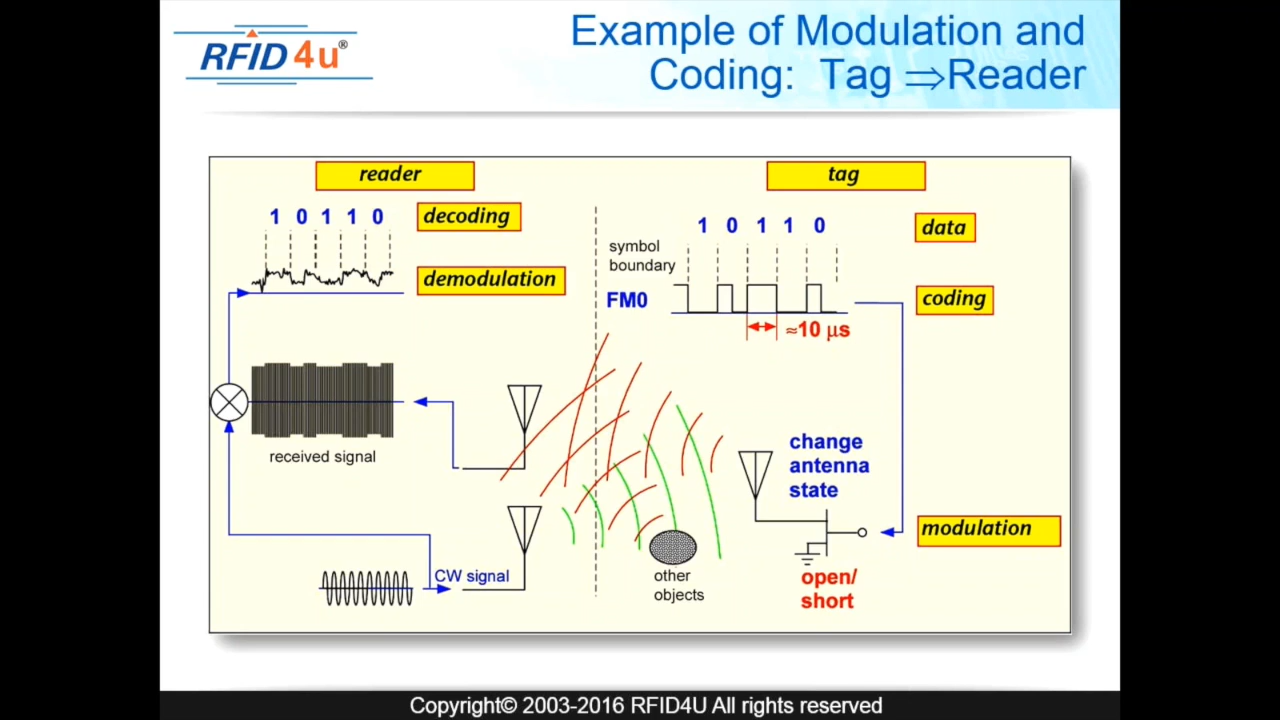 RFID4u®
Example of Modulation and
Coding: Tag ⇒Reader
reader
1 0 1 1 0
decoding
demodulation
received signal
CW signal
tag
1 0 1 1 0
data
symbol
boundary
FM0
coding
≈10 μs
change
antenna
state
modulation
open/
short
other
objects
Copyright© 2003-2016 RFID4U All rights reserved